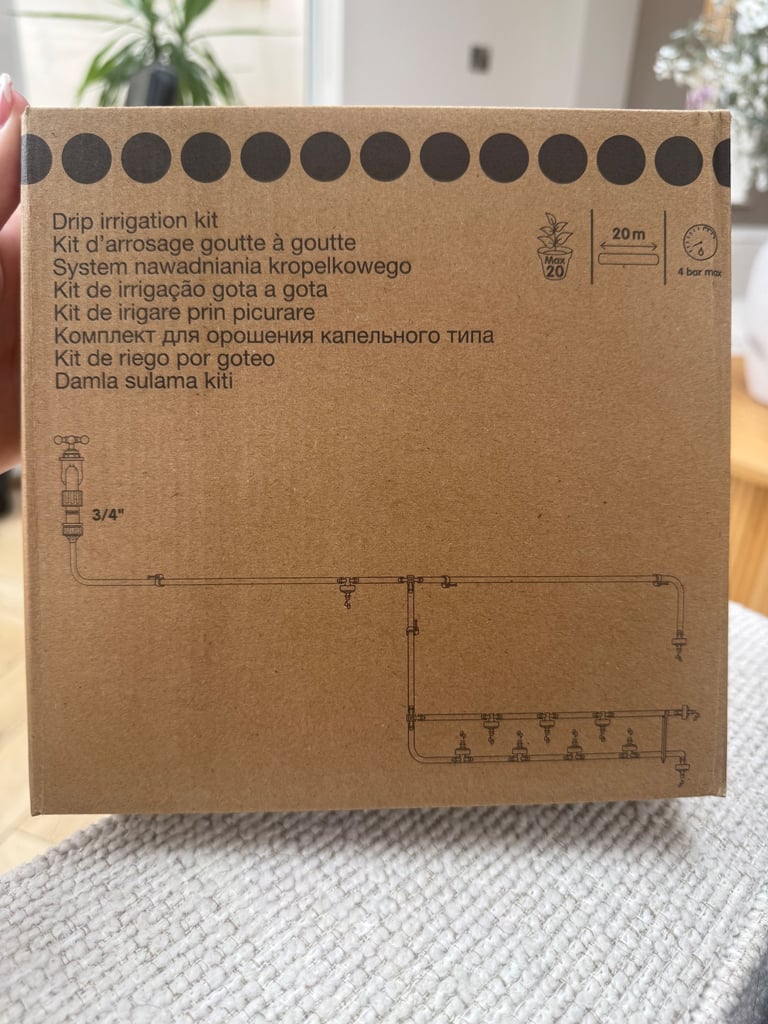 Drip irrigation kit
Kit d'arrosage goutte à goutte
System nawadniania kropelkowego
Kit de irrigação gota a gota
Kit de irigare prin picurare
Комплект для орошения капельного типа
Kit de riego por goteo
Damla sulama kiti
Max
20
20 m
4 bar max
3/4"